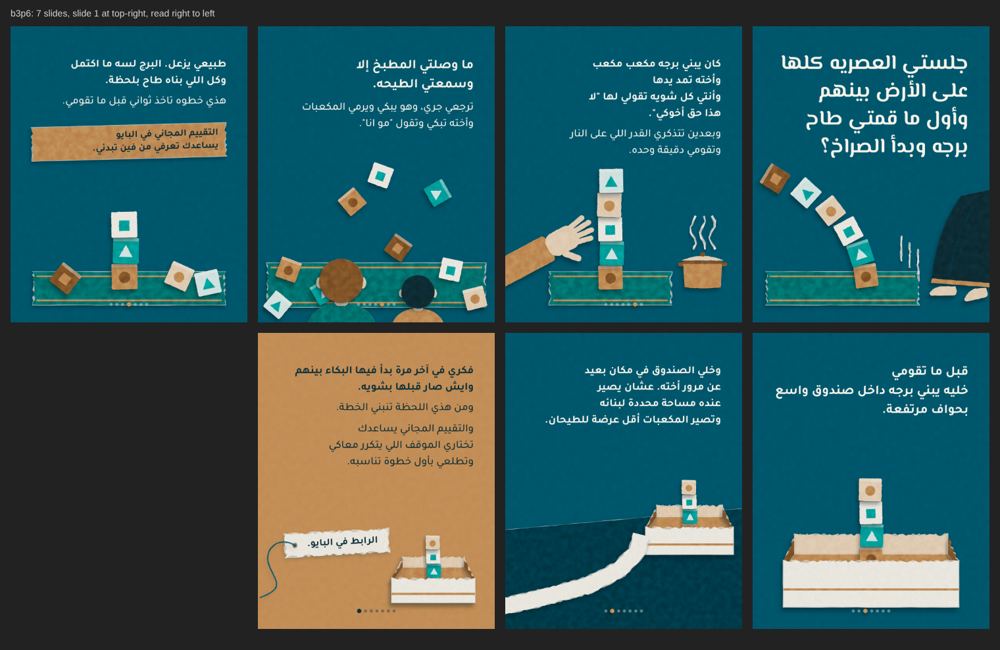 b3p6: 7 slides, slide 1 at top-right, read right to left
جلستي العصريه كلها
على الأرض بينهم
وأول ما قمتي طاح
برجه وبدأ الصراخ؟
كان يبني برجه مكعب مكعب
وأخته تمد يدها
وأنتي كل شويه تقولي لها "لا
هذا حق أخوكي".
وبعدين تتذكري القدر اللي على النار
وتقومي دقيقة وحده.
ما وصلتي المطبخ إلا
وسمعتي الطيحه.
ترجعي جري، وهو يبكي ويرمي المكعبات
وأخته تبكي وتقول "مو انا".
طبيعي يزعل. البرج لسه ما اكتمل
وكل اللي بناه طاح بلحظة.
هذي خطوه تاخذ ثواني قبل ما تقومي.
التقييم المجاني في البايو
يساعدك تعرفي من فين تبدئي.
قبل ما تقومي
خليه يبني برجه داخل صندوق واسع
بحواف مرتفعة.
وخلي الصندوق في مكان بعيد
عن مرور أخته. عشان يصير
عنده مساحة محددة لبنائه
وتصير المكعبات أقل عرضة للطيحان.
فكري في آخر مرة بدأ فيها البكاء بينهم
وايش صار قبلها بشويه.
ومن هذي اللحظة تنبني الخطة.
والتقييم المجاني يساعدك
تختاري الموقف اللي يتكرر معاكي
وتطلعي بأول خطوة تناسبه.
الرابط في البايو.